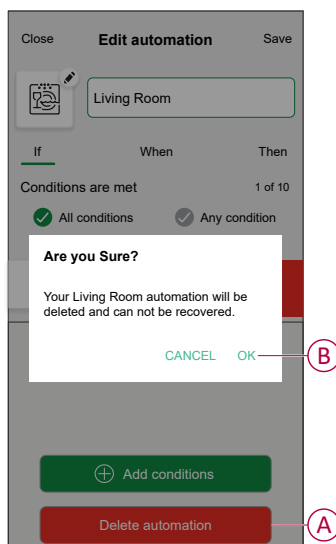 Close Edit automation Save
Living Room
If When Then
Conditions are met 1 of 10
All conditions Any condition
Are you Sure?
Your Living Room automation will be
deleted and can not be recovered.
CANCEL OK
B
Add conditions
Delete automation
A